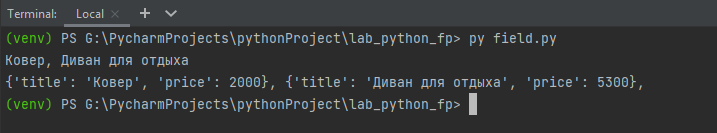 Terminal: Local × + ∨
(venv) PS G:\PycharmProjects\pythonProject\lab_python_fp> py field.py
Ковер, Диван для отдыха
{'title': 'Ковер', 'price': 2000}, {'title': 'Диван для отдыха', 'price': 5300},
(venv) PS G:\PycharmProjects\pythonProject\lab_python_fp>